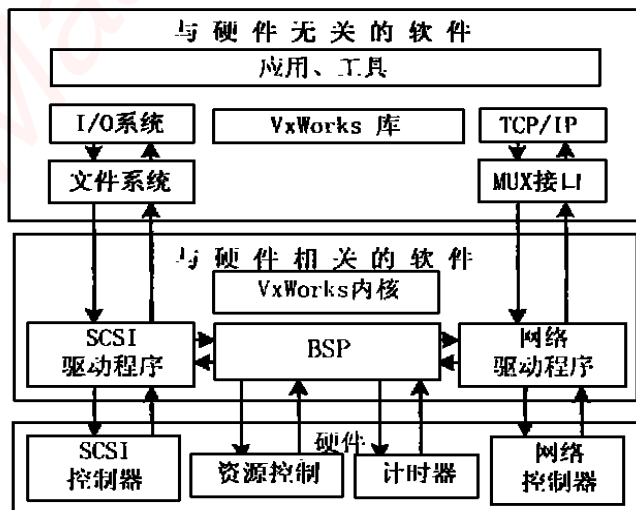 与硬件无关的软件
应用、工具
I/O系统
VxWorks 库
TCP/IP
文件系统
MUX接口
与硬件相关的软件
VxWorks内核
SCSI
驱动程序
BSP
网络
驱动程序
硬件
SCSI
控制器
资源控制
计时器
网络
控制器